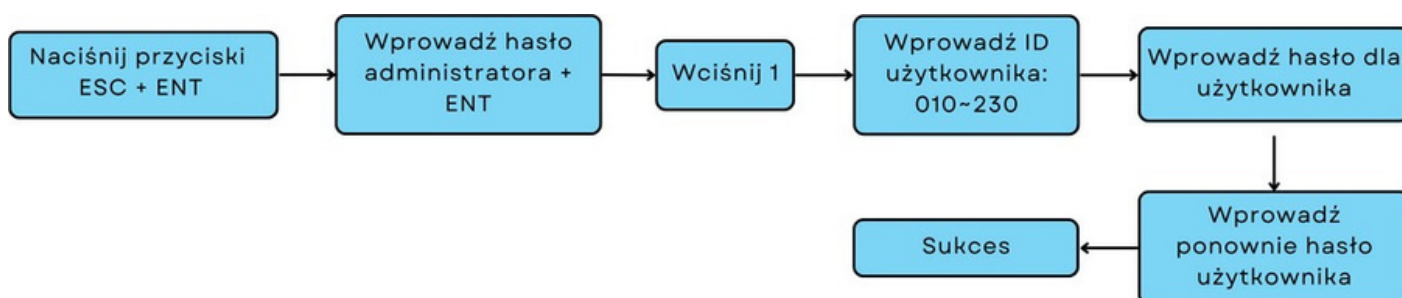 Naciśnij przyciski
ESC + ENT
Wprowadź hasło
administratora +
ENT
Wciśnij 1
Wprowadź ID
użytkownika:
010~230
Wprowadź hasło dla
użytkownika
Wprowadź
ponownie hasło
użytkownika
Sukces